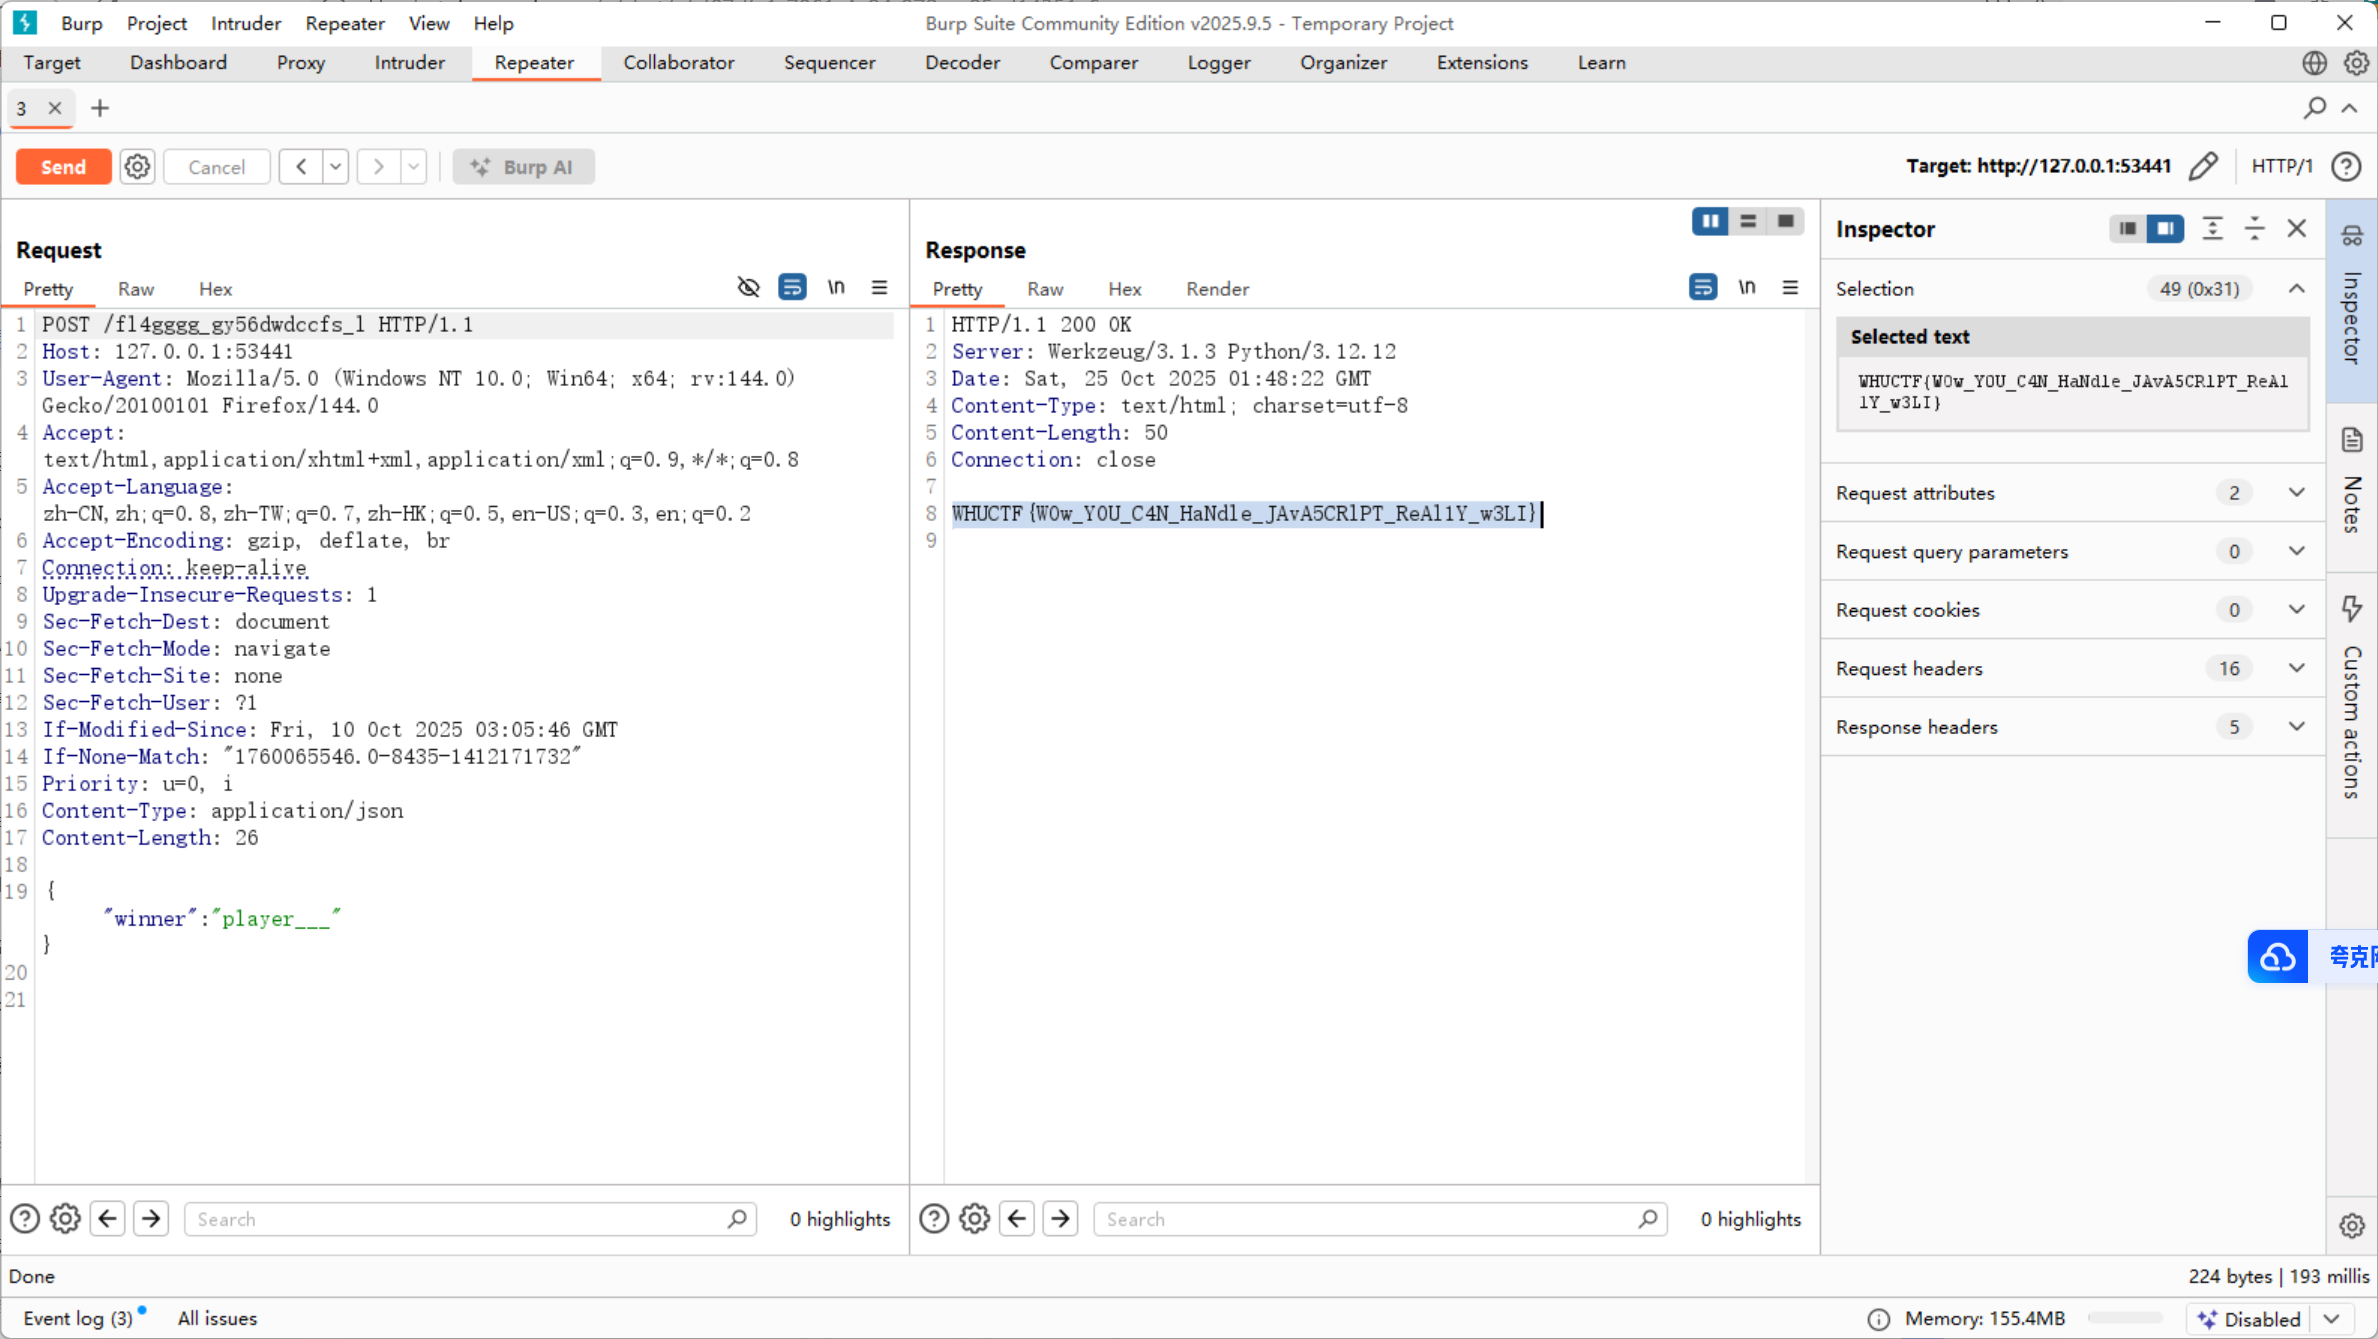 Burp Project Intruder Repeater View Help
Burp Suite Community Edition v2025.9.5 - Temporary Project
Target Dashboard Proxy Intruder Repeater Collaborator Sequencer Decoder Comparer Logger Organizer Extensions Learn
3
Send Cancel Burp AI
Target: http://127.0.0.1:53441 HTTP/1
Request
Pretty Raw Hex \n
1 POST /fl4gggg_gy56dwdccfs_l HTTP/1.1
2 Host: 127.0.0.1:53441
3 User-Agent: Mozilla/5.0 (Windows NT 10.0; Win64; x64; rv:144.0)
Gecko/20100101 Firefox/144.0
4 Accept:
text/html,application/xhtml+xml,application/xml;q=0.9,*/*;q=0.8
5 Accept-Language:
zh-CN,zh;q=0.8,zh-TW;q=0.7,zh-HK;q=0.5,en-US;q=0.3,en;q=0.2
6 Accept-Encoding: gzip, deflate, br
7 Connection: keep-alive
8 Upgrade-Insecure-Requests: 1
9 Sec-Fetch-Dest: document
10 Sec-Fetch-Mode: navigate
11 Sec-Fetch-Site: none
12 Sec-Fetch-User: ?1
13 If-Modified-Since: Fri, 10 Oct 2025 03:05:46 GMT
14 If-None-Match: "1760065546.0-8435-1412171732"
15 Priority: u=0, i
16 Content-Type: application/json
17 Content-Length: 26
18
19 {
"winner":"player___"
}
20
21
Search
0 highlights
Response
Pretty Raw Hex Render \n
1 HTTP/1.1 200 OK
2 Server: Werkzeug/3.1.3 Python/3.12.12
3 Date: Sat, 25 Oct 2025 01:48:22 GMT
4 Content-Type: text/html; charset=utf-8
5 Content-Length: 50
6 Connection: close
7
8 WHUCTF{W0w_Y0U_C4N_HaNdle_JAvA5CRlPT_ReAl1Y_w3LI}
9
Search
0 highlights
Inspector
Selection 49 (0x31)
Selected text
WHUCTF{W0w_Y0U_C4N_HaNdle_JAvA5CRlPT_ReAl
1Y_w3LI}
Request attributes 2
Request query parameters 0
Request cookies 0
Request headers 16
Response headers 5
Inspector
Notes
Custom actions
夸克
Done
224 bytes | 193 millis
Event log (3) All issues
Memory: 155.4MB
Disabled